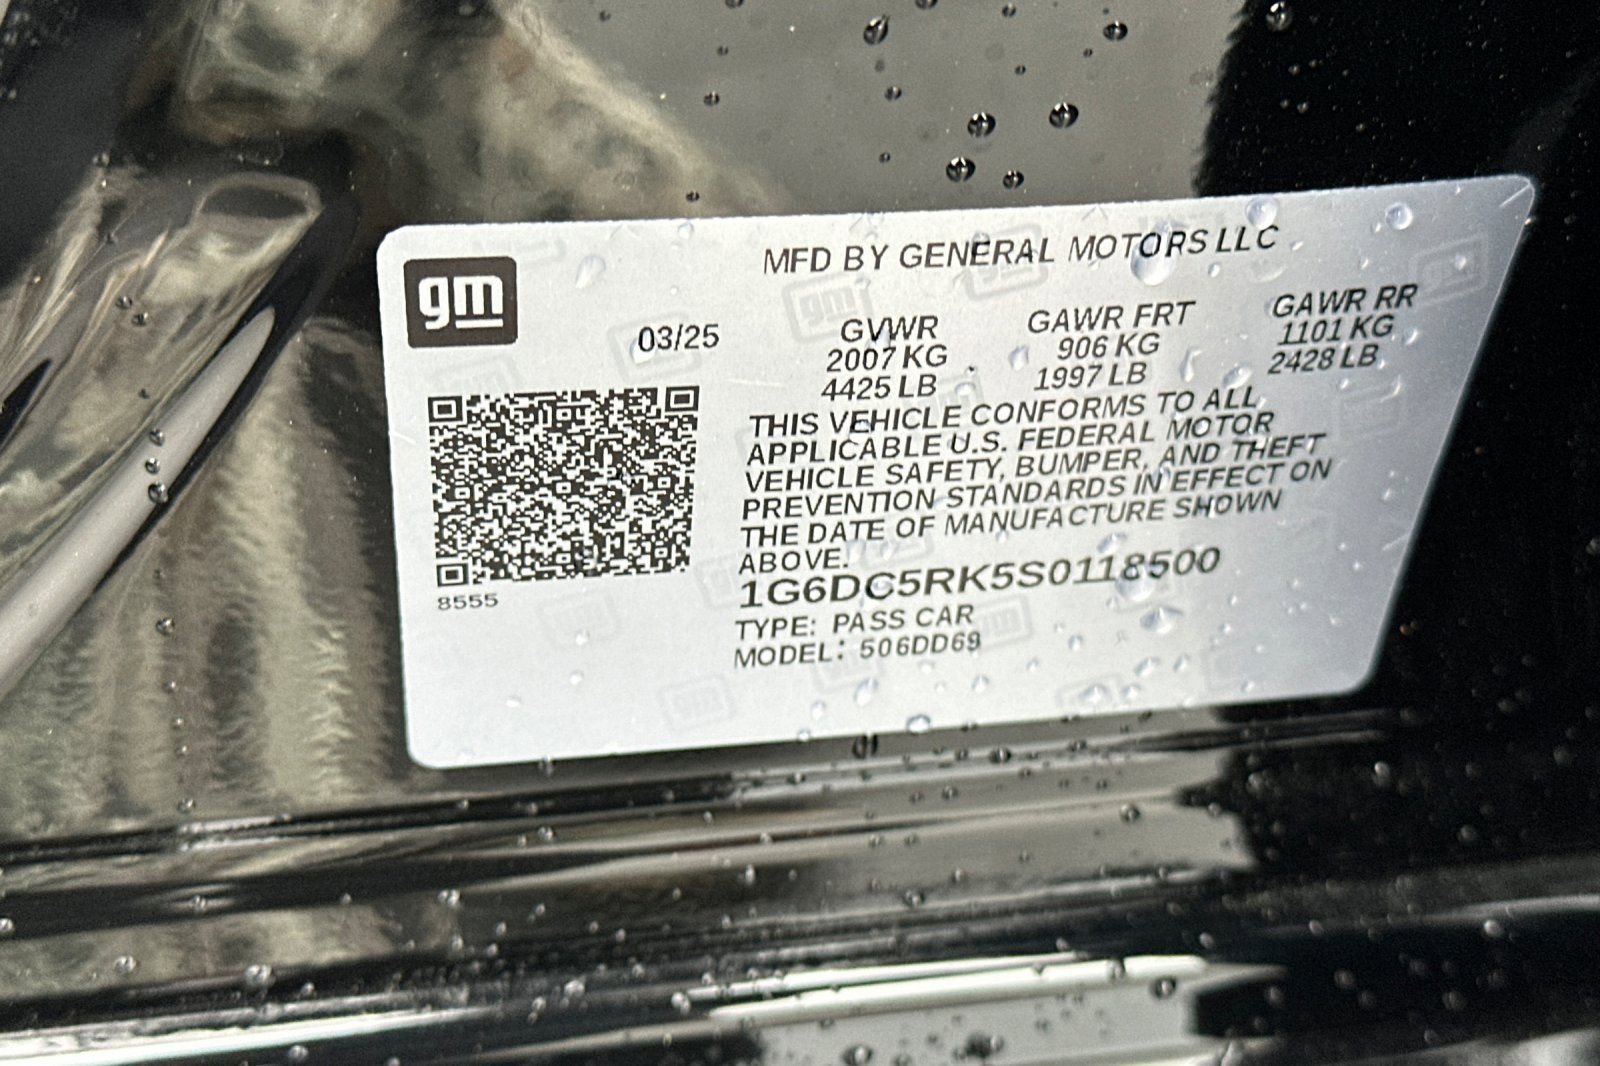 gm
MFD BY GENERAL MOTORS LLC
03/25
GVWR GAWR FRT GAWR RR
2007 KG 906 KG 1101 KG
4425 LB 1997 LB 2428 LB
THIS VEHICLE CONFORMS TO ALL
APPLICABLE U.S. FEDERAL MOTOR
VEHICLE SAFETY, BUMPER, AND THEFT
PREVENTION STANDARDS IN EFFECT ON
THE DATE OF MANUFACTURE SHOWN
ABOVE.
1G6DC5RK5S0118500
TYPE: PASS CAR
MODEL: 506DD69
8555